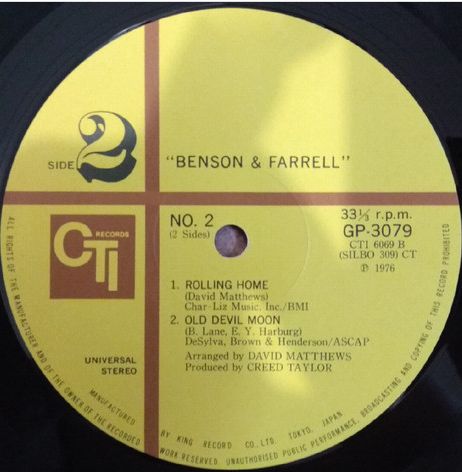 SIDE 2
"BENSON & FARRELL"
CTI RECORDS
NO. 2
(2 Sides)
33⅓ r.p.m.
GP-3079
CTI 6069 B
(SILBO 309) CT
℗ 1976
1. ROLLING HOME
(David Matthews)
Char-Liz Music, Inc./BMI
2. OLD DEVIL MOON
(B. Lane, E. Y. Harburg)
DeSylva, Brown & Henderson/ASCAP
Arranged by DAVID MATTHEWS
Produced by CREED TAYLOR
UNIVERSAL
STEREO
MANUFACTURED BY KING RECORD CO., LTD. TOKYO, JAPAN
ALL RIGHTS OF THE MANUFACTURER AND OF THE OWNER OF THE RECORDED WORK RESERVED. UNAUTHORISED PUBLIC PERFORMANCE, BROADCASTING AND COPYING OF THIS RECORD PROHIBITED